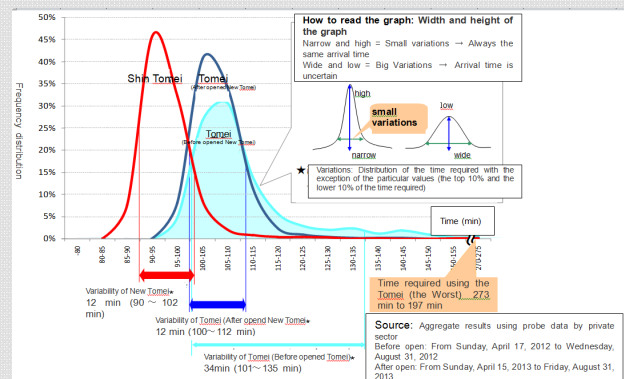 How to read the graph: Width and height of
the graph
Narrow and high = Small variations → Always the
same arrival time
Wide and low = Big Variations → Arrival time is
uncertain
high
small
variations
low
narrow
wide
★
Variations: Distribution of the time required with the
exception of the particular values (the top 10% and the
lower 10% of the time required)
Frequency distribution
50%
45%
40%
35%
30%
25%
20%
15%
10%
5%
0%
Shin Tomei
Tomei
(After opened New Tomei)
Tomei
(Before opened New Tomei)
Time (min)
-80
80-85
85-90
90-95
95-100
100-105
105-110
110-115
115-120
120-125
125-130
130-135
135-140
140-145
145-150
150-155
270-275
Variability of New Tomei★
12 min (90 ～ 102
min)
Variability of Tomei (After opend New Tomei★
12 min (100～ 112 min)
Variability of Tomei (Before opened Tomei)★
34min (101～ 135 min)
Time required using the
Tomei (the Worst) 273
min to 197 min
Source: Aggregate results using probe data by private
sector
Before open: From Sunday, April 17, 2012 to Wednesday,
August 31, 2012
After open: From Sunday, April 15, 2013 to Friday, August 31,
2013